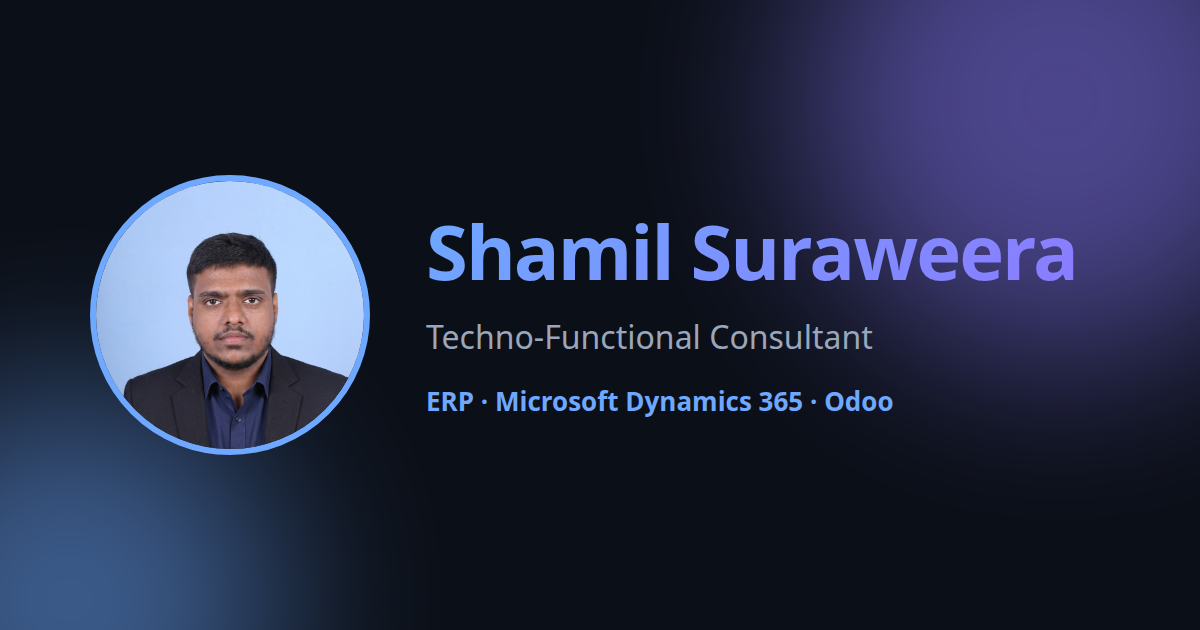 Shamil Suraweera
Techno-Functional Consultant
ERP · Microsoft Dynamics 365 · Odoo